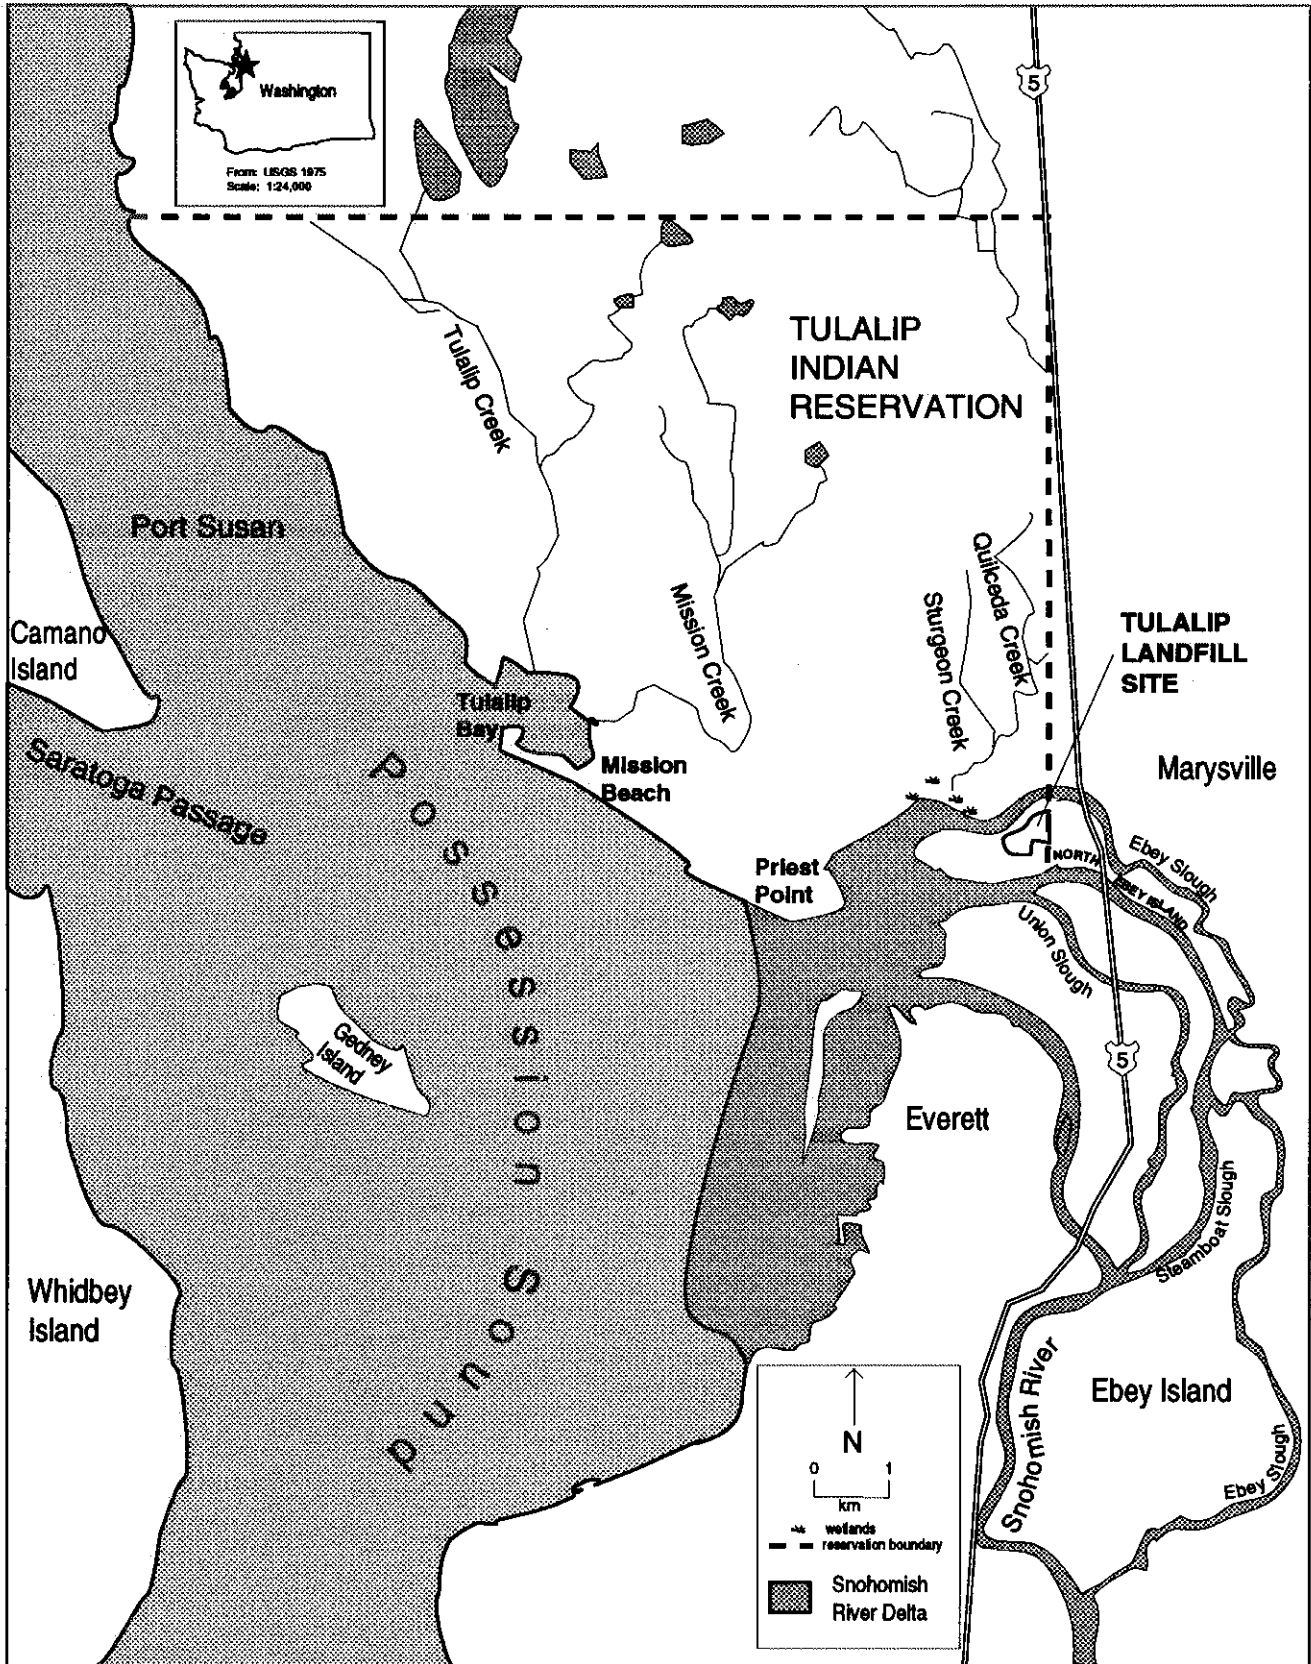 Washington
From: USGS 1975
Scale: 1:24,000
5
TULALIP
INDIAN
RESERVATION
Tulalip Creek
Port Susan
Quilceda Creek
Sturgeon Creek
Mission Creek
Camano
Island
TULALIP
LANDFILL
SITE
Tulalip
Bay
Mission
Beach
Marysville
Saratoga Passage
Possession Sound
Priest
Point
NORTH
EBEY ISLAND
Ebey Slough
Union Slough
Gedney
Island
5
Everett
Steamboat Slough
Whidbey
Island
Snohomish River
Ebey Island
Ebey Slough
N
0 1
km
wetlands
reservation boundary
Snohomish
River Delta